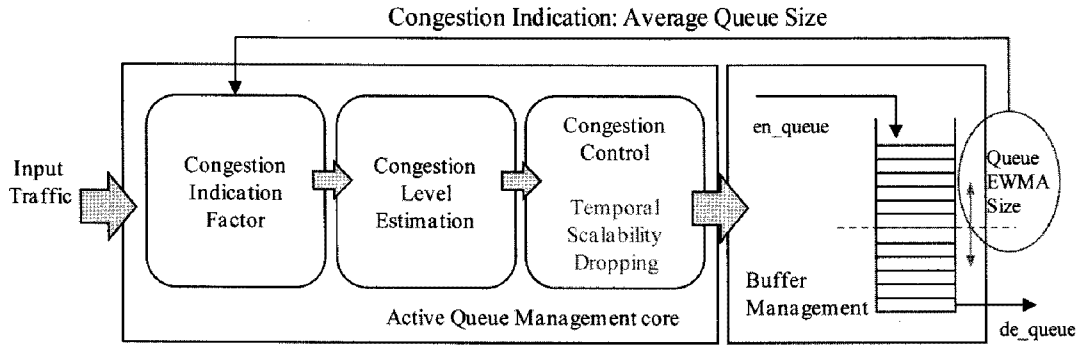 Congestion Indication: Average Queue Size
Input
Traffic
Congestion
Indication
Factor
Congestion
Level
Estimation
Congestion
Control
Temporal
Scalability
Dropping
Active Queue Management core
en_queue
Queue
EWMA
Size
Buffer
Management
de_queue